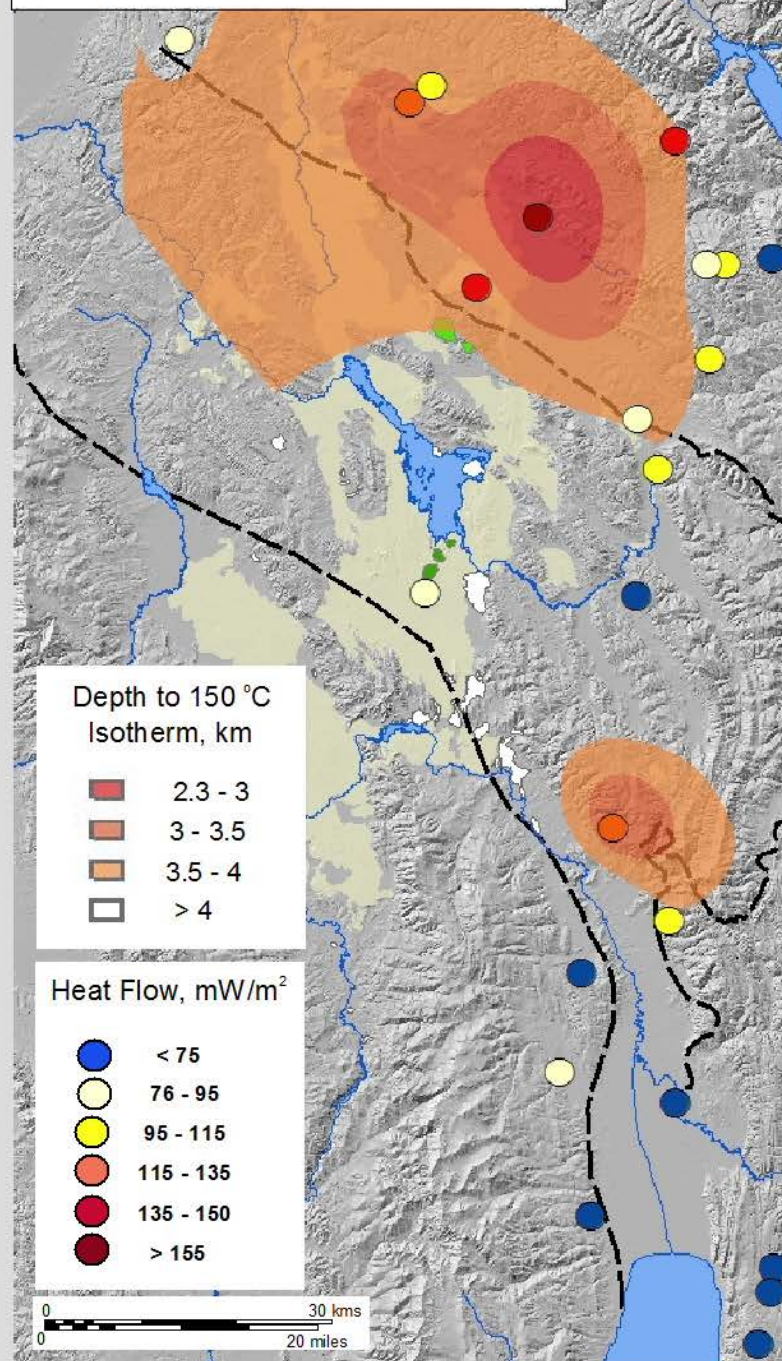 Depth to 150 °C
Isotherm, km
2.3 - 3
3 - 3.5
3.5 - 4
> 4
Heat Flow, mW/m²
< 75
76 - 95
95 - 115
115 - 135
135 - 150
> 155
0 30 kms
0 20 miles